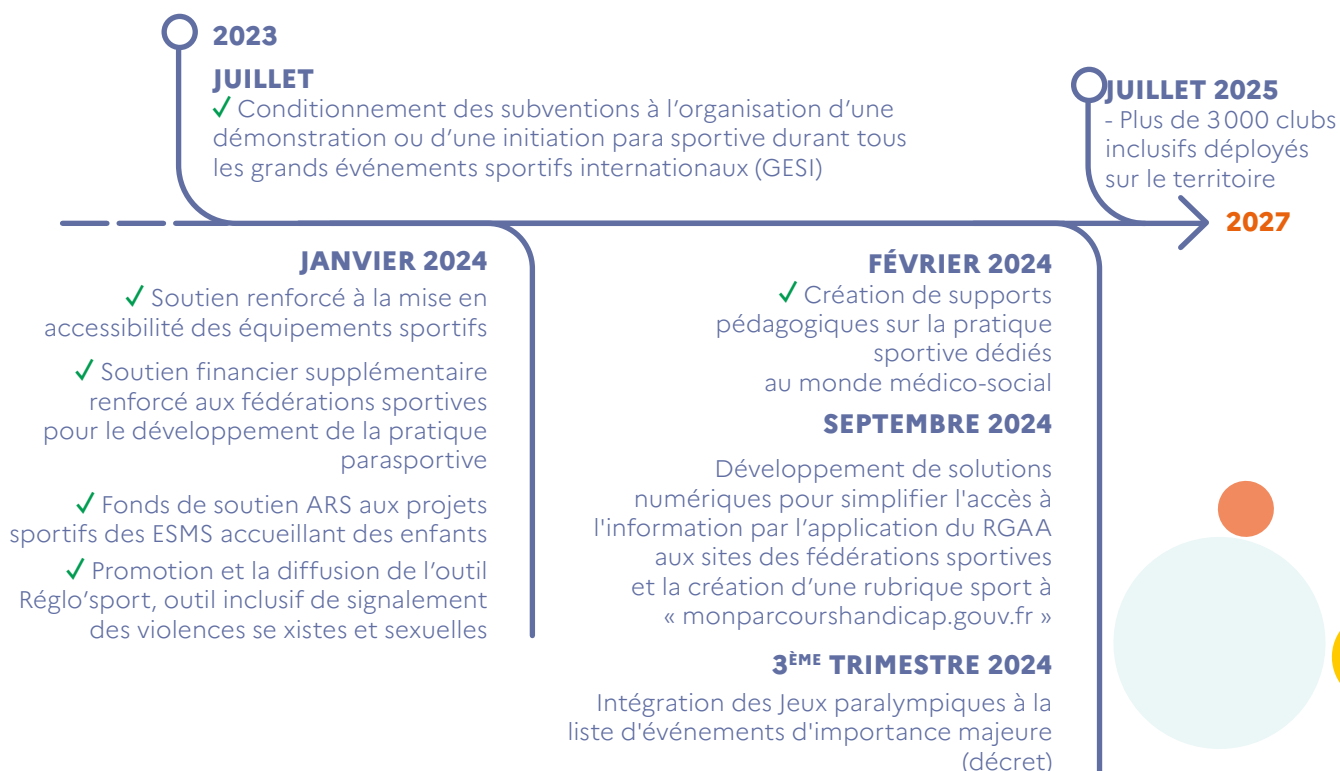 2023
JUILLET
✓ Conditionnement des subventions à l’organisation d’une
démonstration ou d’une initiation para sportive durant tous
les grands événements sportifs internationaux (GESI)
JUILLET 2025
- Plus de 3000 clubs
inclusifs déployés
sur le territoire
2027
JANVIER 2024
✓ Soutien renforcé à la mise en
accessibilité des équipements sportifs
✓ Soutien financier supplémentaire
renforcé aux fédérations sportives
pour le développement de la pratique
parasportive
✓ Fonds de soutien ARS aux projets
sportifs des ESMS accueillant des enfants
✓ Promotion et la diffusion de l’outil
Réglo’sport, outil inclusif de signalement
des violences se xistes et sexuelles
FÉVRIER 2024
✓ Création de supports
pédagogiques sur la pratique
sportive dédiés
au monde médico-social
SEPTEMBRE 2024
Développement de solutions
numériques pour simplifier l'accès à
l'information par l’application du RGAA
aux sites des fédérations sportives
et la création d’une rubrique sport à
« monparcourshandicap.gouv.fr »
3ÈME TRIMESTRE 2024
Intégration des Jeux paralympiques à la
liste d'événements d'importance majeure
(décret)